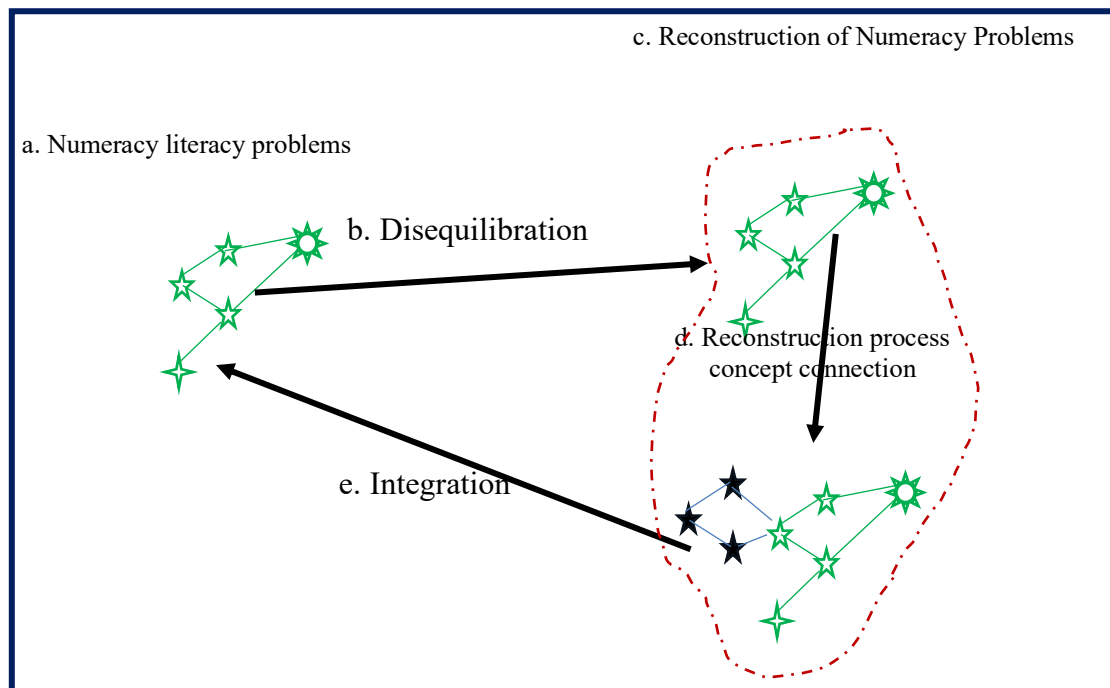 c. Reconstruction of Numeracy Problems
a. Numeracy literacy problems
b. Disequilibration
d. Reconstruction process
concept connection
e. Integration